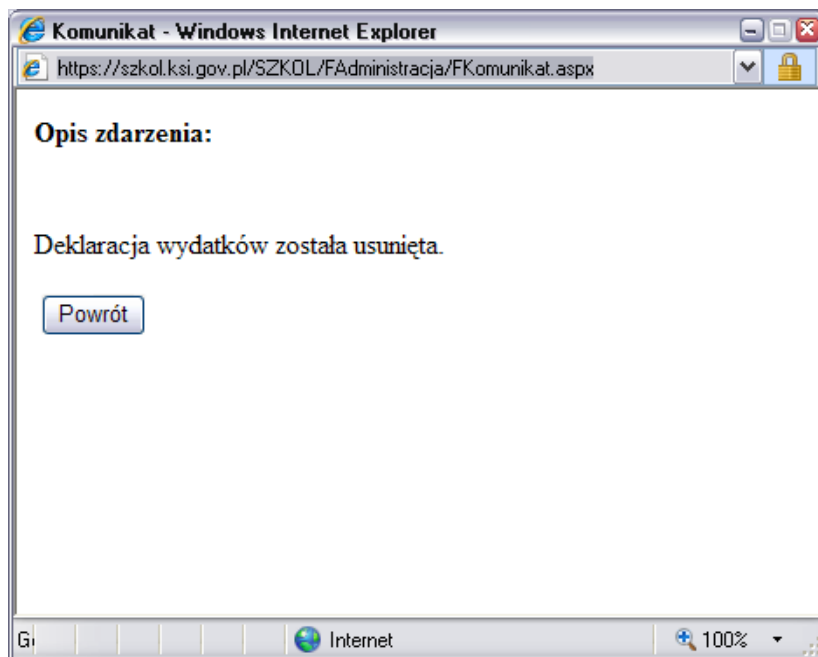 Komunikat - Windows Internet Explorer
https://szkol.ksi.gov.pl/SZKOL/FAdministracja/FKomunikat.aspx
Opis zdarzenia:
Deklaracja wydatków została usunięta.
Powrót
Internet 100%